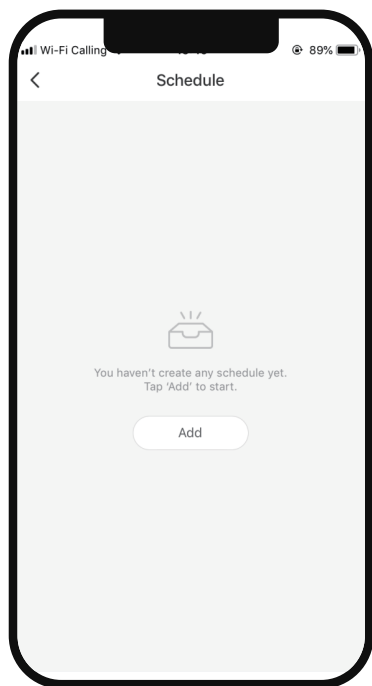 Wi-Fi Calling 89%
Schedule
You haven't create any schedule yet.
Tap ‘Add’ to start.
Add